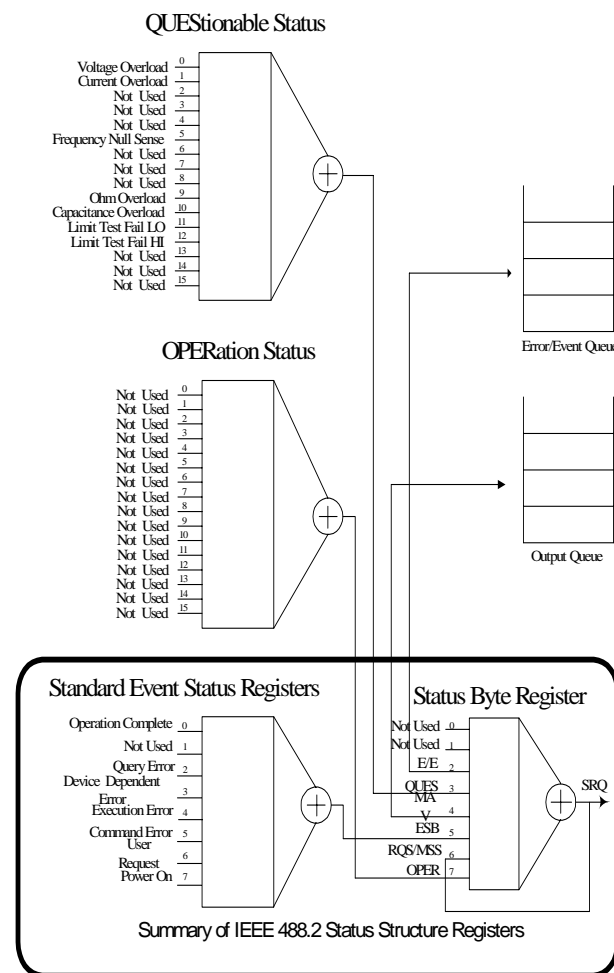 QUEStionable Status
Voltage Overload 0
Current Overload 1
Not Used 2
Not Used 3
Not Used 4
Frequency Null Sense 5
Not Used 6
Not Used 7
Not Used 8
Ohm Overload 9
Capacitance Overload 10
Limit Test Fail LO 11
Limit Test Fail HI 12
Not Used 13
Not Used 14
Not Used 15
Error/Event Queue
OPERation Status
Not Used 0
Not Used 1
Not Used 2
Not Used 3
Not Used 4
Not Used 5
Not Used 6
Not Used 7
Not Used 8
Not Used 9
Not Used 10
Not Used 11
Not Used 12
Not Used 13
Not Used 14
Not Used 15
Output Queue
Standard Event Status Registers
Operation Complete 0
Not Used 1
Query Error 2
Device Dependent
Error 3
Execution Error 4
Command Error 5
User
Request 6
Power On 7
Status Byte Register
Not Used 0
Not Used 1
E/E 2
QUES 3
MA
V 4
ESB 5
RQS/MSS 6
OPER 7
SRQ
Summary of IEEE 488.2 Status Structure Registers